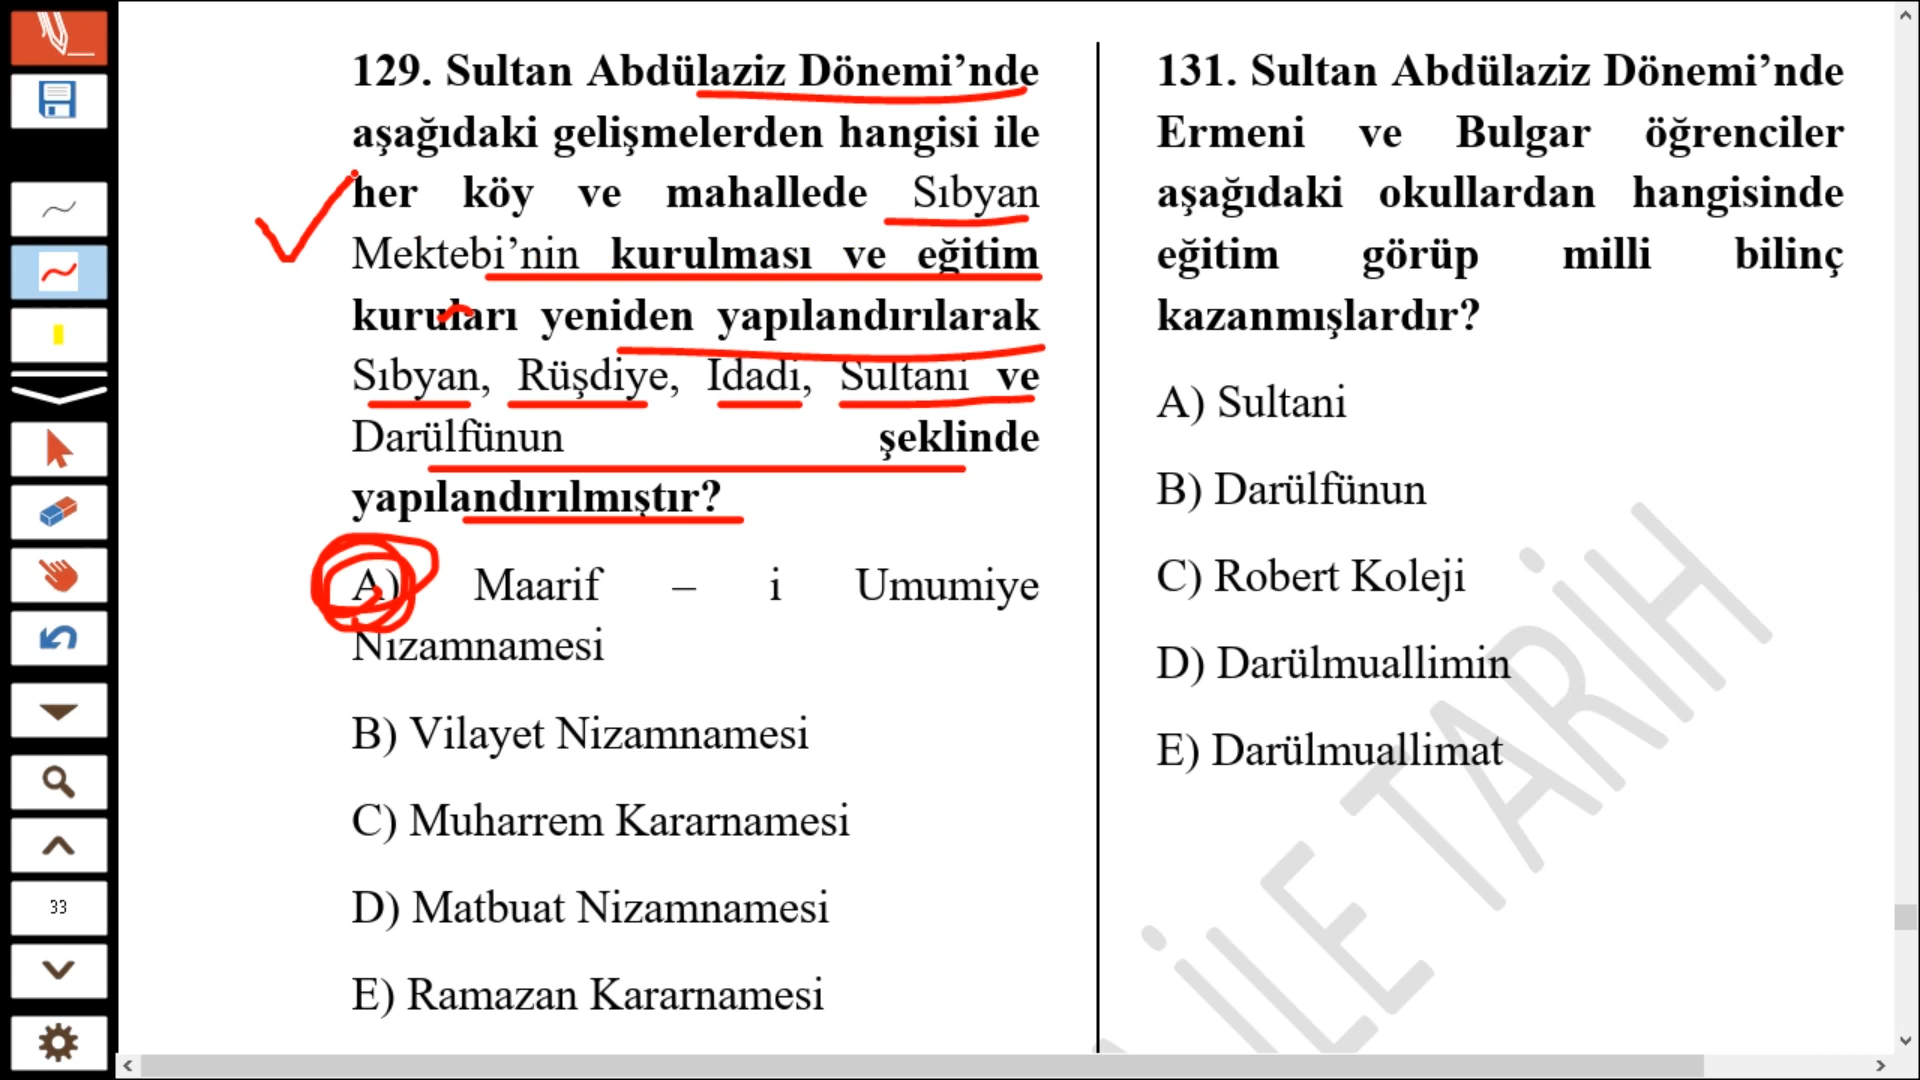 129. Sultan Abdülaziz Dönemi’nde
aşağıdaki gelişmelerden hangisi ile
her köy ve mahallede Sıbyan
Mektebi’nin kurulması ve eğitim
kuruları yeniden yapılandırılarak
Sıbyan, Rüşdiye, İdadi, Sultani ve
Darülfünun şeklinde
yapılandırılmıştır?
A) Maarif – i Umumiye
Nizamnamesi
B) Vilayet Nizamnamesi
C) Muharrem Kararnamesi
D) Matbuat Nizamnamesi
E) Ramazan Kararnamesi
131. Sultan Abdülaziz Dönemi’nde
Ermeni ve Bulgar öğrenciler
aşağıdaki okullardan hangisinde
eğitim görüp milli bilinç
kazanmışlardır?
A) Sultani
B) Darülfünun
C) Robert Koleji
D) Darülmuallimin
E) Darülmuallimat
İLE TARİH
33